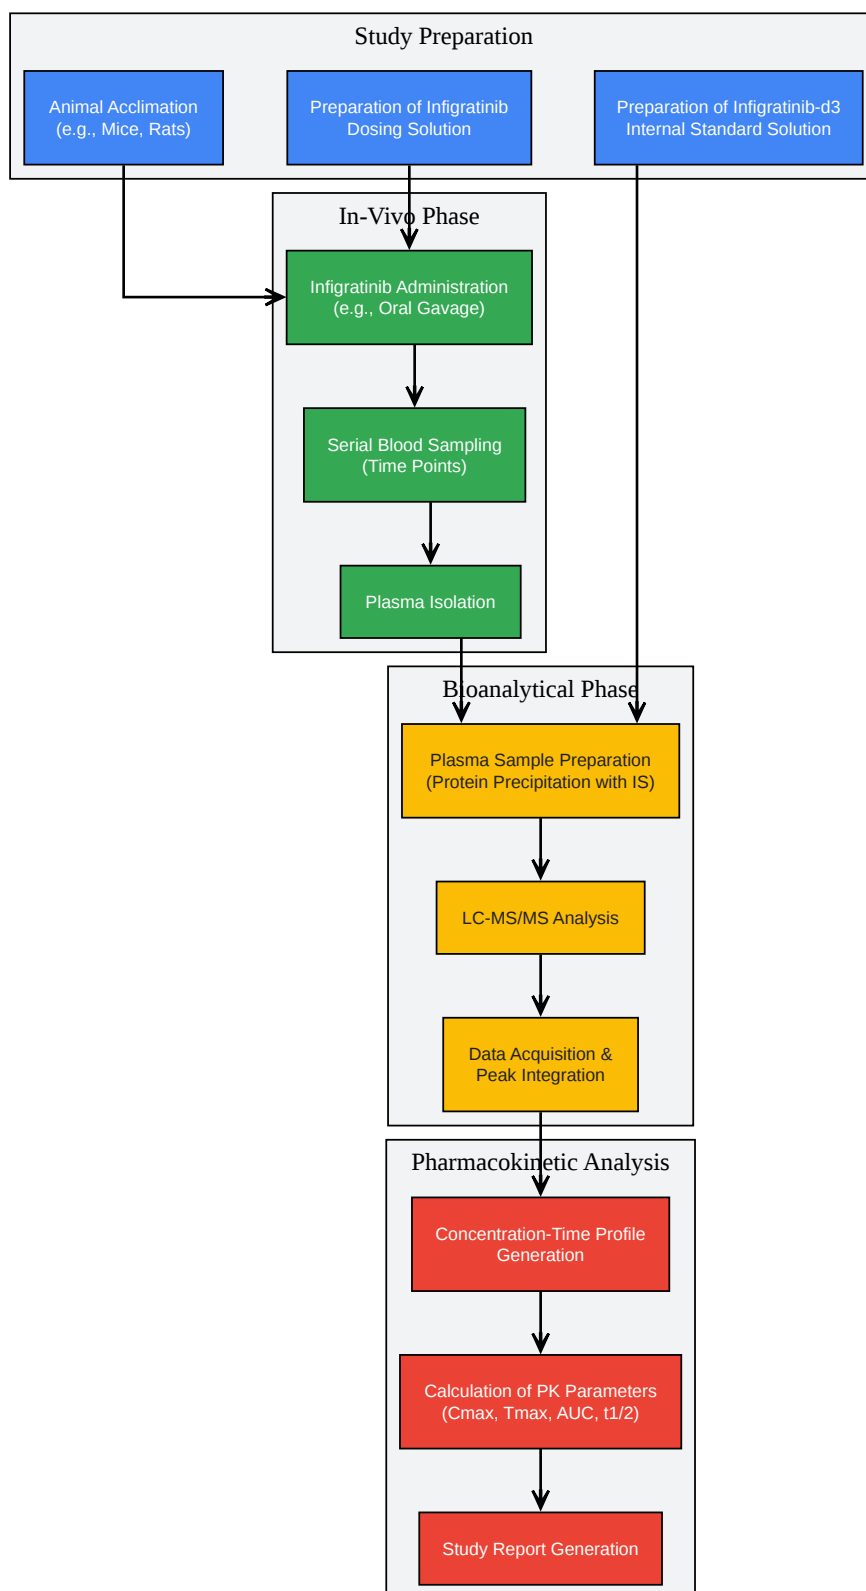 Study Preparation
Animal Acclimation
(e.g., Mice, Rats)
Preparation of Infigratinib
Dosing Solution
Preparation of Infigratinib-d3
Internal Standard Solution
In-Vivo Phase
Infigratinib Administration
(e.g., Oral Gavage)
Serial Blood Sampling
(Time Points)
Plasma Isolation
Bioanalytical Phase
Plasma Sample Preparation
(Protein Precipitation with IS)
LC-MS/MS Analysis
Data Acquisition &
Peak Integration
Pharmacokinetic Analysis
Concentration-Time Profile
Generation
Calculation of PK Parameters
(Cmax, Tmax, AUC, t1/2)
Study Report Generation